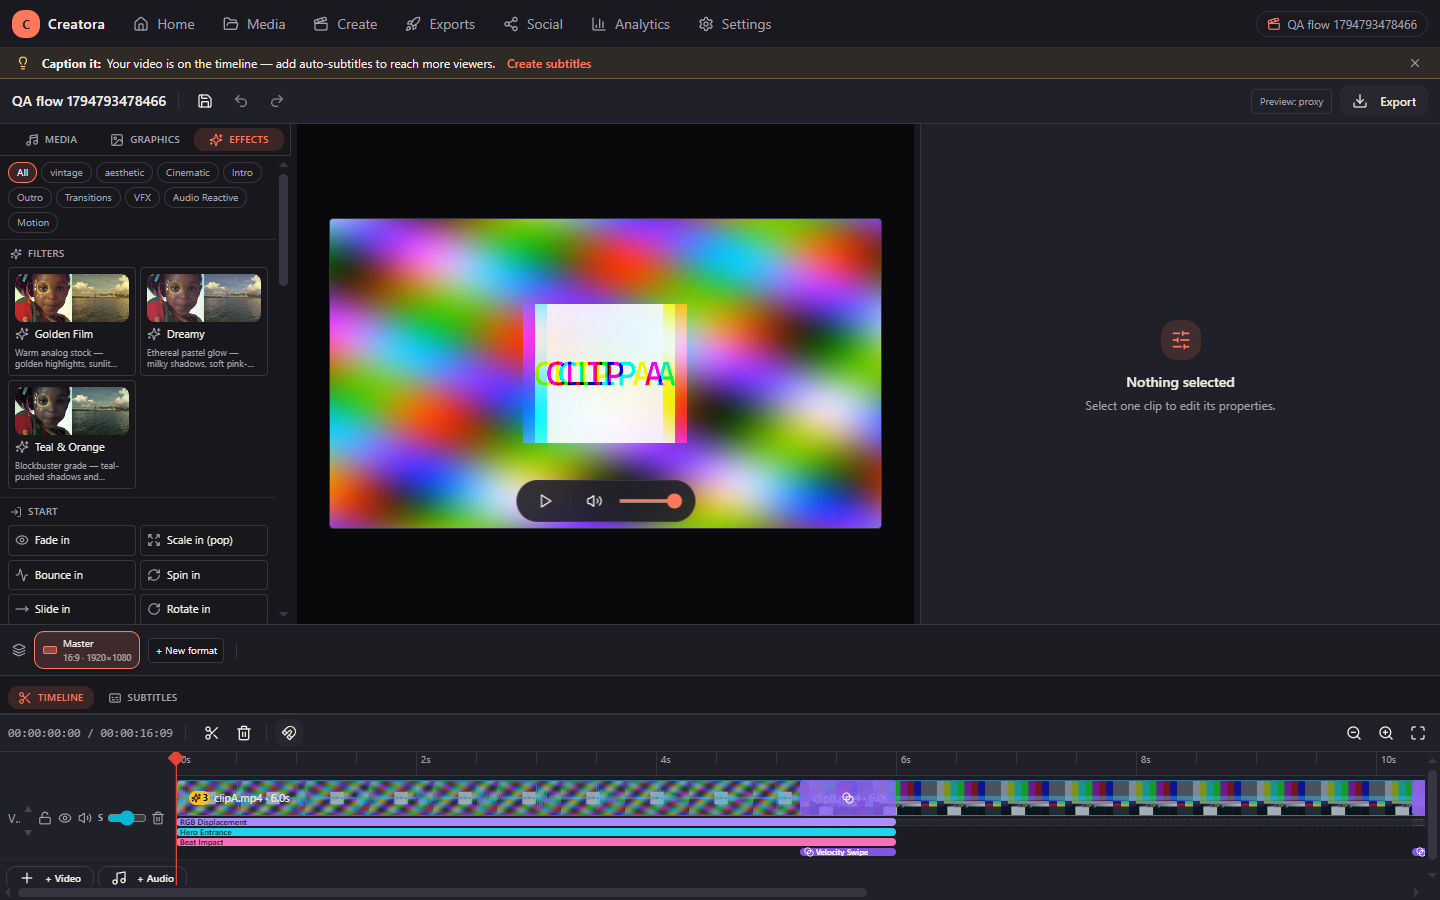 C Creatora Home Media Create Exports Social Analytics Settings QA flow 1794793478466
Caption it: Your video is on the timeline — add auto-subtitles to reach more viewers. Create subtitles
QA flow 1794793478466 Preview: proxy Export
MEDIA GRAPHICS EFFECTS
All vintage aesthetic Cinematic Intro
Outro Transitions VFX Audio Reactive
Motion
FILTERS
Golden Film
Warm analog stock —
golden highlights, sunlit...
Dreamy
Ethereal pastel glow —
milky shadows, soft pink-...
Teal & Orange
Blockbuster grade — teal-
pushed shadows and...
START
Fade in Scale in (pop)
Bounce in Spin in
Slide in Rotate in
Nothing selected
Select one clip to edit its properties.
Master
16:9 · 1920×1080
+ New format
TIMELINE SUBTITLES
00:00:00:00 / 00:00:16:09
0s 2s 4s 6s 8s 10s
3 clipA.mp4 · 6.0s
V.. S
RGB Displacement
Hero Entrance
Beat Impact
Velocity Swipe
+ Video + Audio